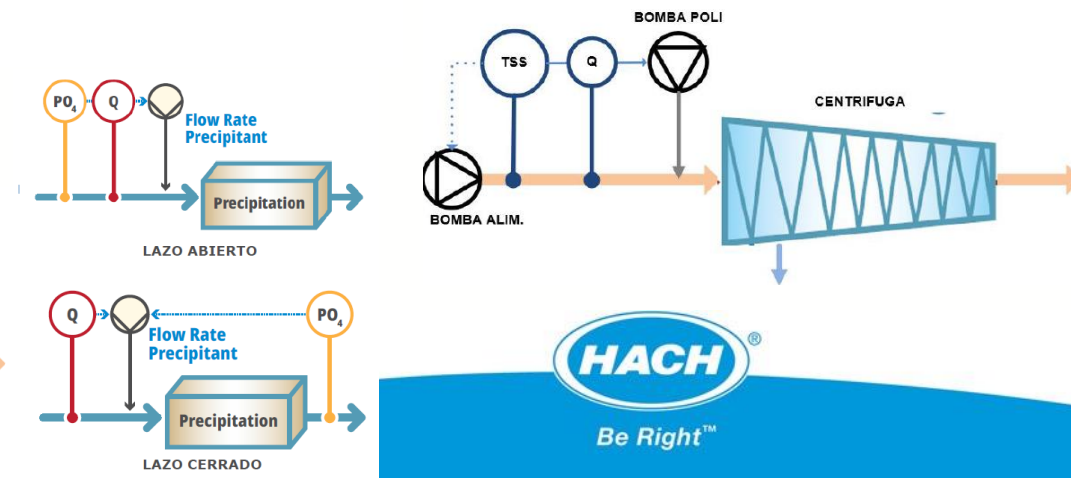 PO4
Q
Flow Rate
Precipitant
Precipitation
LAZO ABIERTO
Q
PO4
Flow Rate
Precipitant
Precipitation
LAZO CERRADO
BOMBA POLI
TSS
Q
CENTRIFUGA
BOMBA ALIM.
HACH®
Be Right™